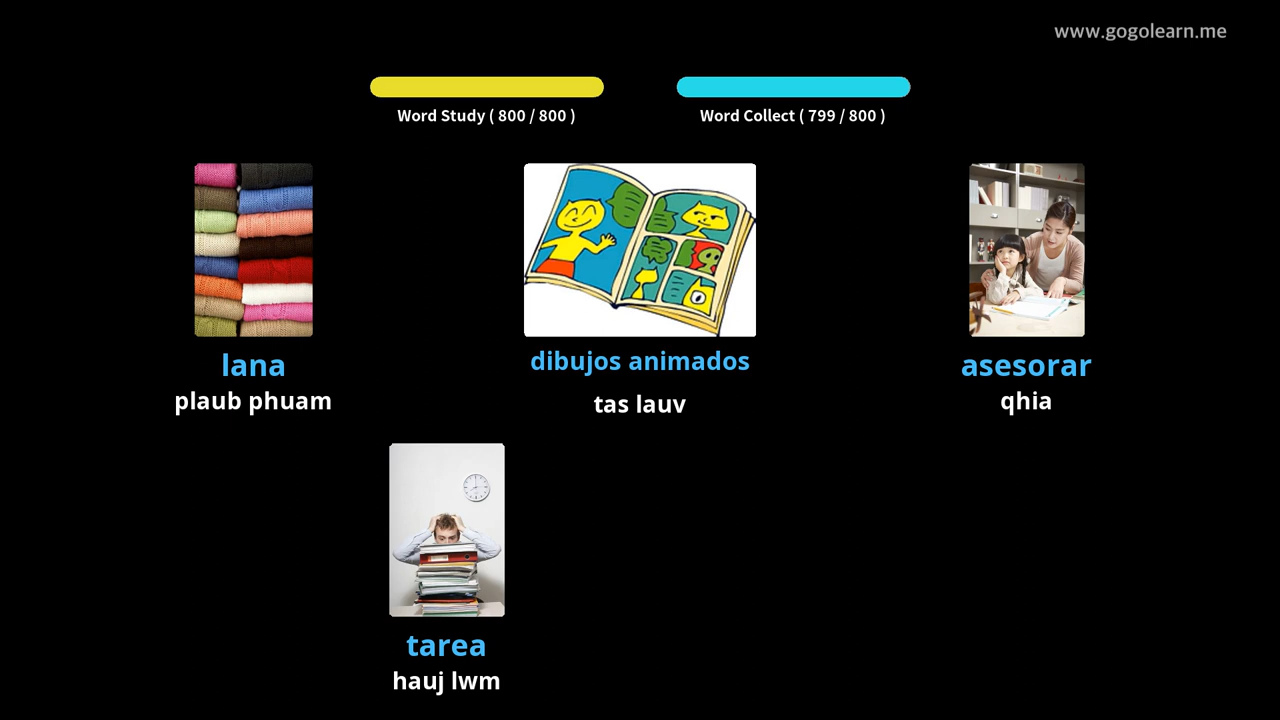 www.gogolearn.me
Word Study ( 800 / 800 )
Word Collect ( 799 / 800 )
lana
plaub phuam
dibujos animados
tas lauv
asesorar
qhia
tarea
hauj lwm